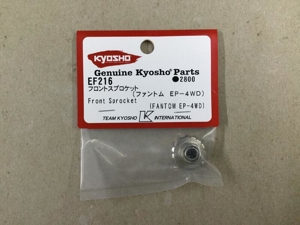 KYOSHO
Genuine Kyosho Parts
EF216
●2800
フロントスプロケット
(ファントム EP-4WD)
Front Sprocket
(FANTOM EP-4WD)
TEAM KYOSHO K INTERNATIONAL